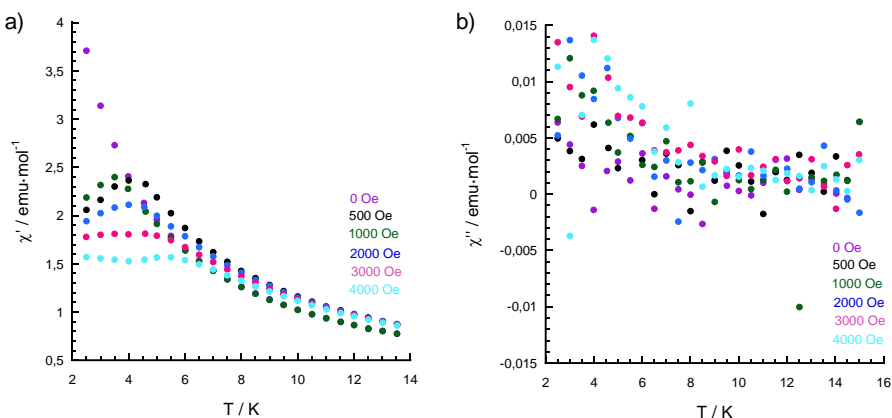 a)
χ' / emu·mol⁻¹
4
3,5
3
2,5
2
1,5
1
0,5
2 4 6 8 10 12 14
T / K
0 Oe
500 Oe
1000 Oe
2000 Oe
3000 Oe
4000 Oe
b)
χ'' / emu·mol⁻¹
0,015
0,01
0,005
0
-0,005
-0,01
-0,015
2 4 6 8 10 12 14 16
T / K
0 Oe
500 Oe
1000 Oe
2000 Oe
3000 Oe
4000 Oe